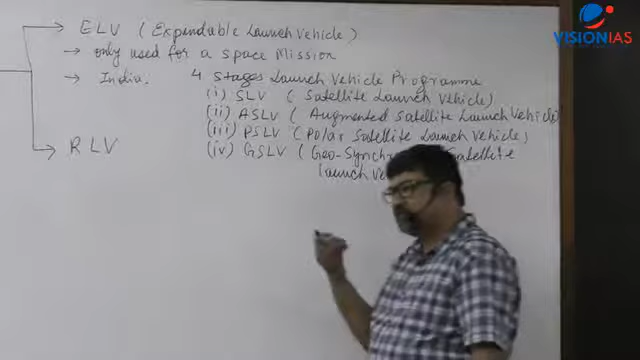 VISIONIAS
ELV (Expendable Launch Vehicle)
→ only used for a space Mission
→ India. 4 stages Launch Vehicle Programme
(i) SLV (Satellite Launch Vehicle)
(ii) ASLV (Augmented Satellite Launch Vehicle)
(iii) PSLV (Polar Satellite Launch Vehicle)
(iv) GSLV (Geo-Synchr Satellite
Launch
RLV